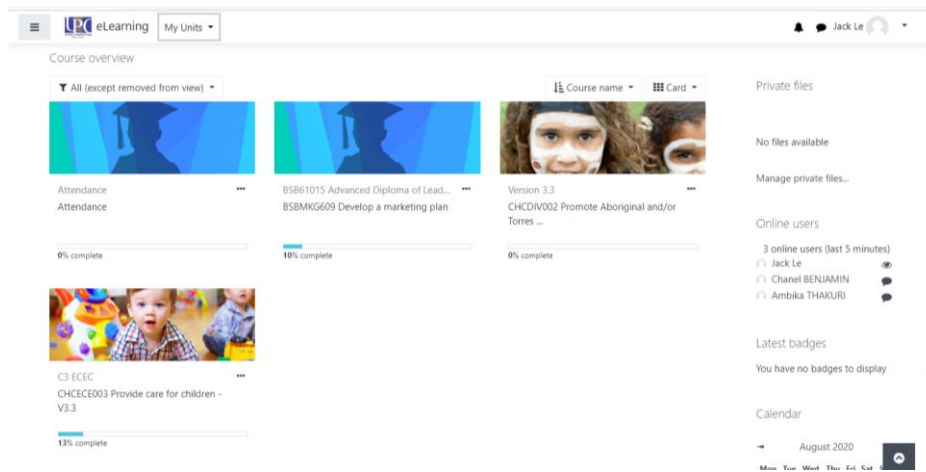 UPC eLearning My Units
Jack Le
Course overview
All (except removed from view)
Course name
Card
Attendance
Attendance
0% complete
BSB61015 Advanced Diploma of Lead...
BSBMKG609 Develop a marketing plan
10% complete
Version 3.3
CHCDIV002 Promote Aboriginal and/or
Torres ...
0% complete
C3 ECEC
CHCECE003 Provide care for children -
V3.3
13% complete
Private files
No files available
Manage private files...
Online users
3 online users (last 5 minutes)
Jack Le
Chanel BENJAMIN
Ambika THAKURI
Latest badges
You have no badges to display
Calendar
August 2020
Mon Tue Wed Thu Fri Sat